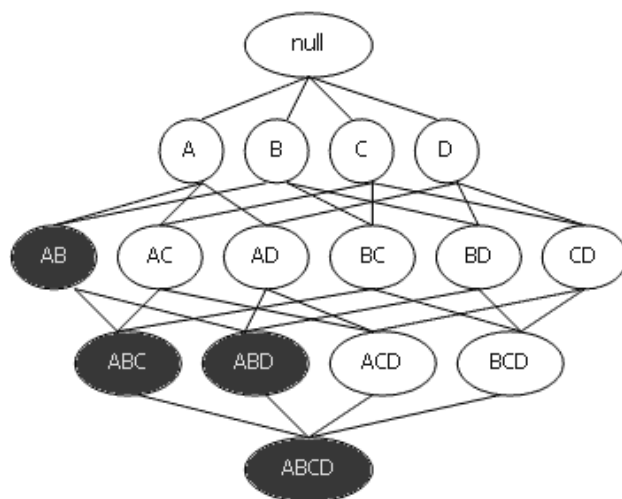 null
A B C D
AB AC AD BC BD CD
ABC ABD ACD BCD
ABCD